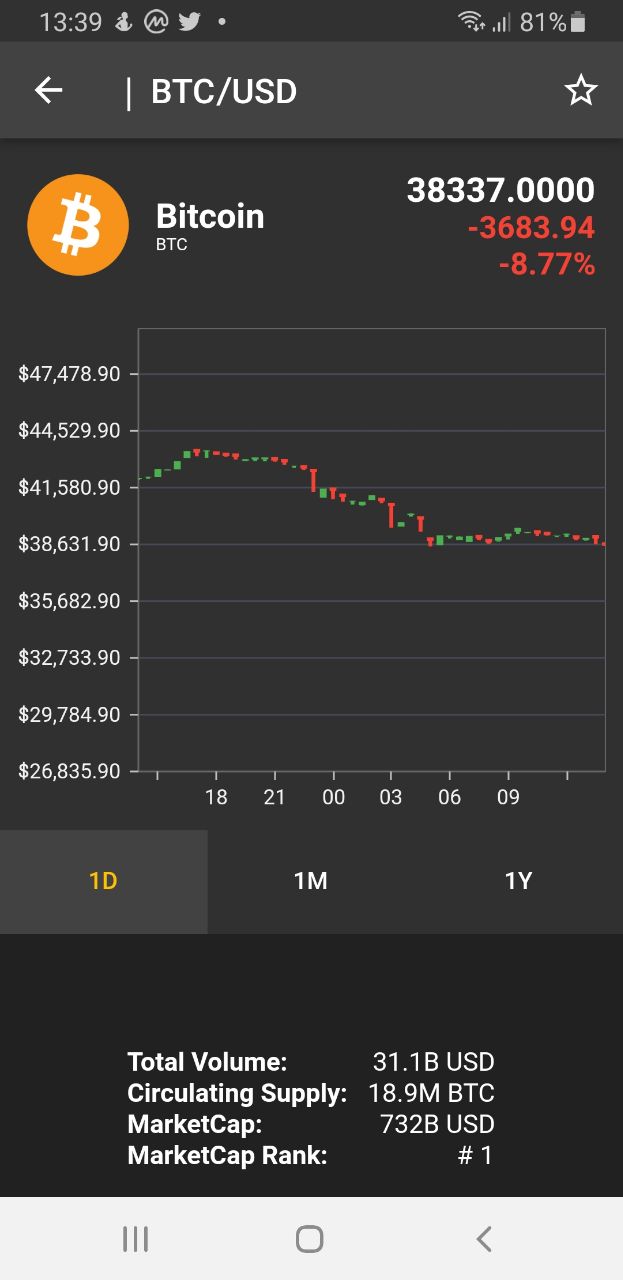 13:39 81%
| BTC/USD
Bitcoin
BTC
38337.0000
-3683.94
-8.77%
$47,478.90
$44,529.90
$41,580.90
$38,631.90
$35,682.90
$32,733.90
$29,784.90
$26,835.90
18 21 00 03 06 09
1D 1M 1Y
Total Volume: 31.1B USD
Circulating Supply: 18.9M BTC
MarketCap: 732B USD
MarketCap Rank: # 1